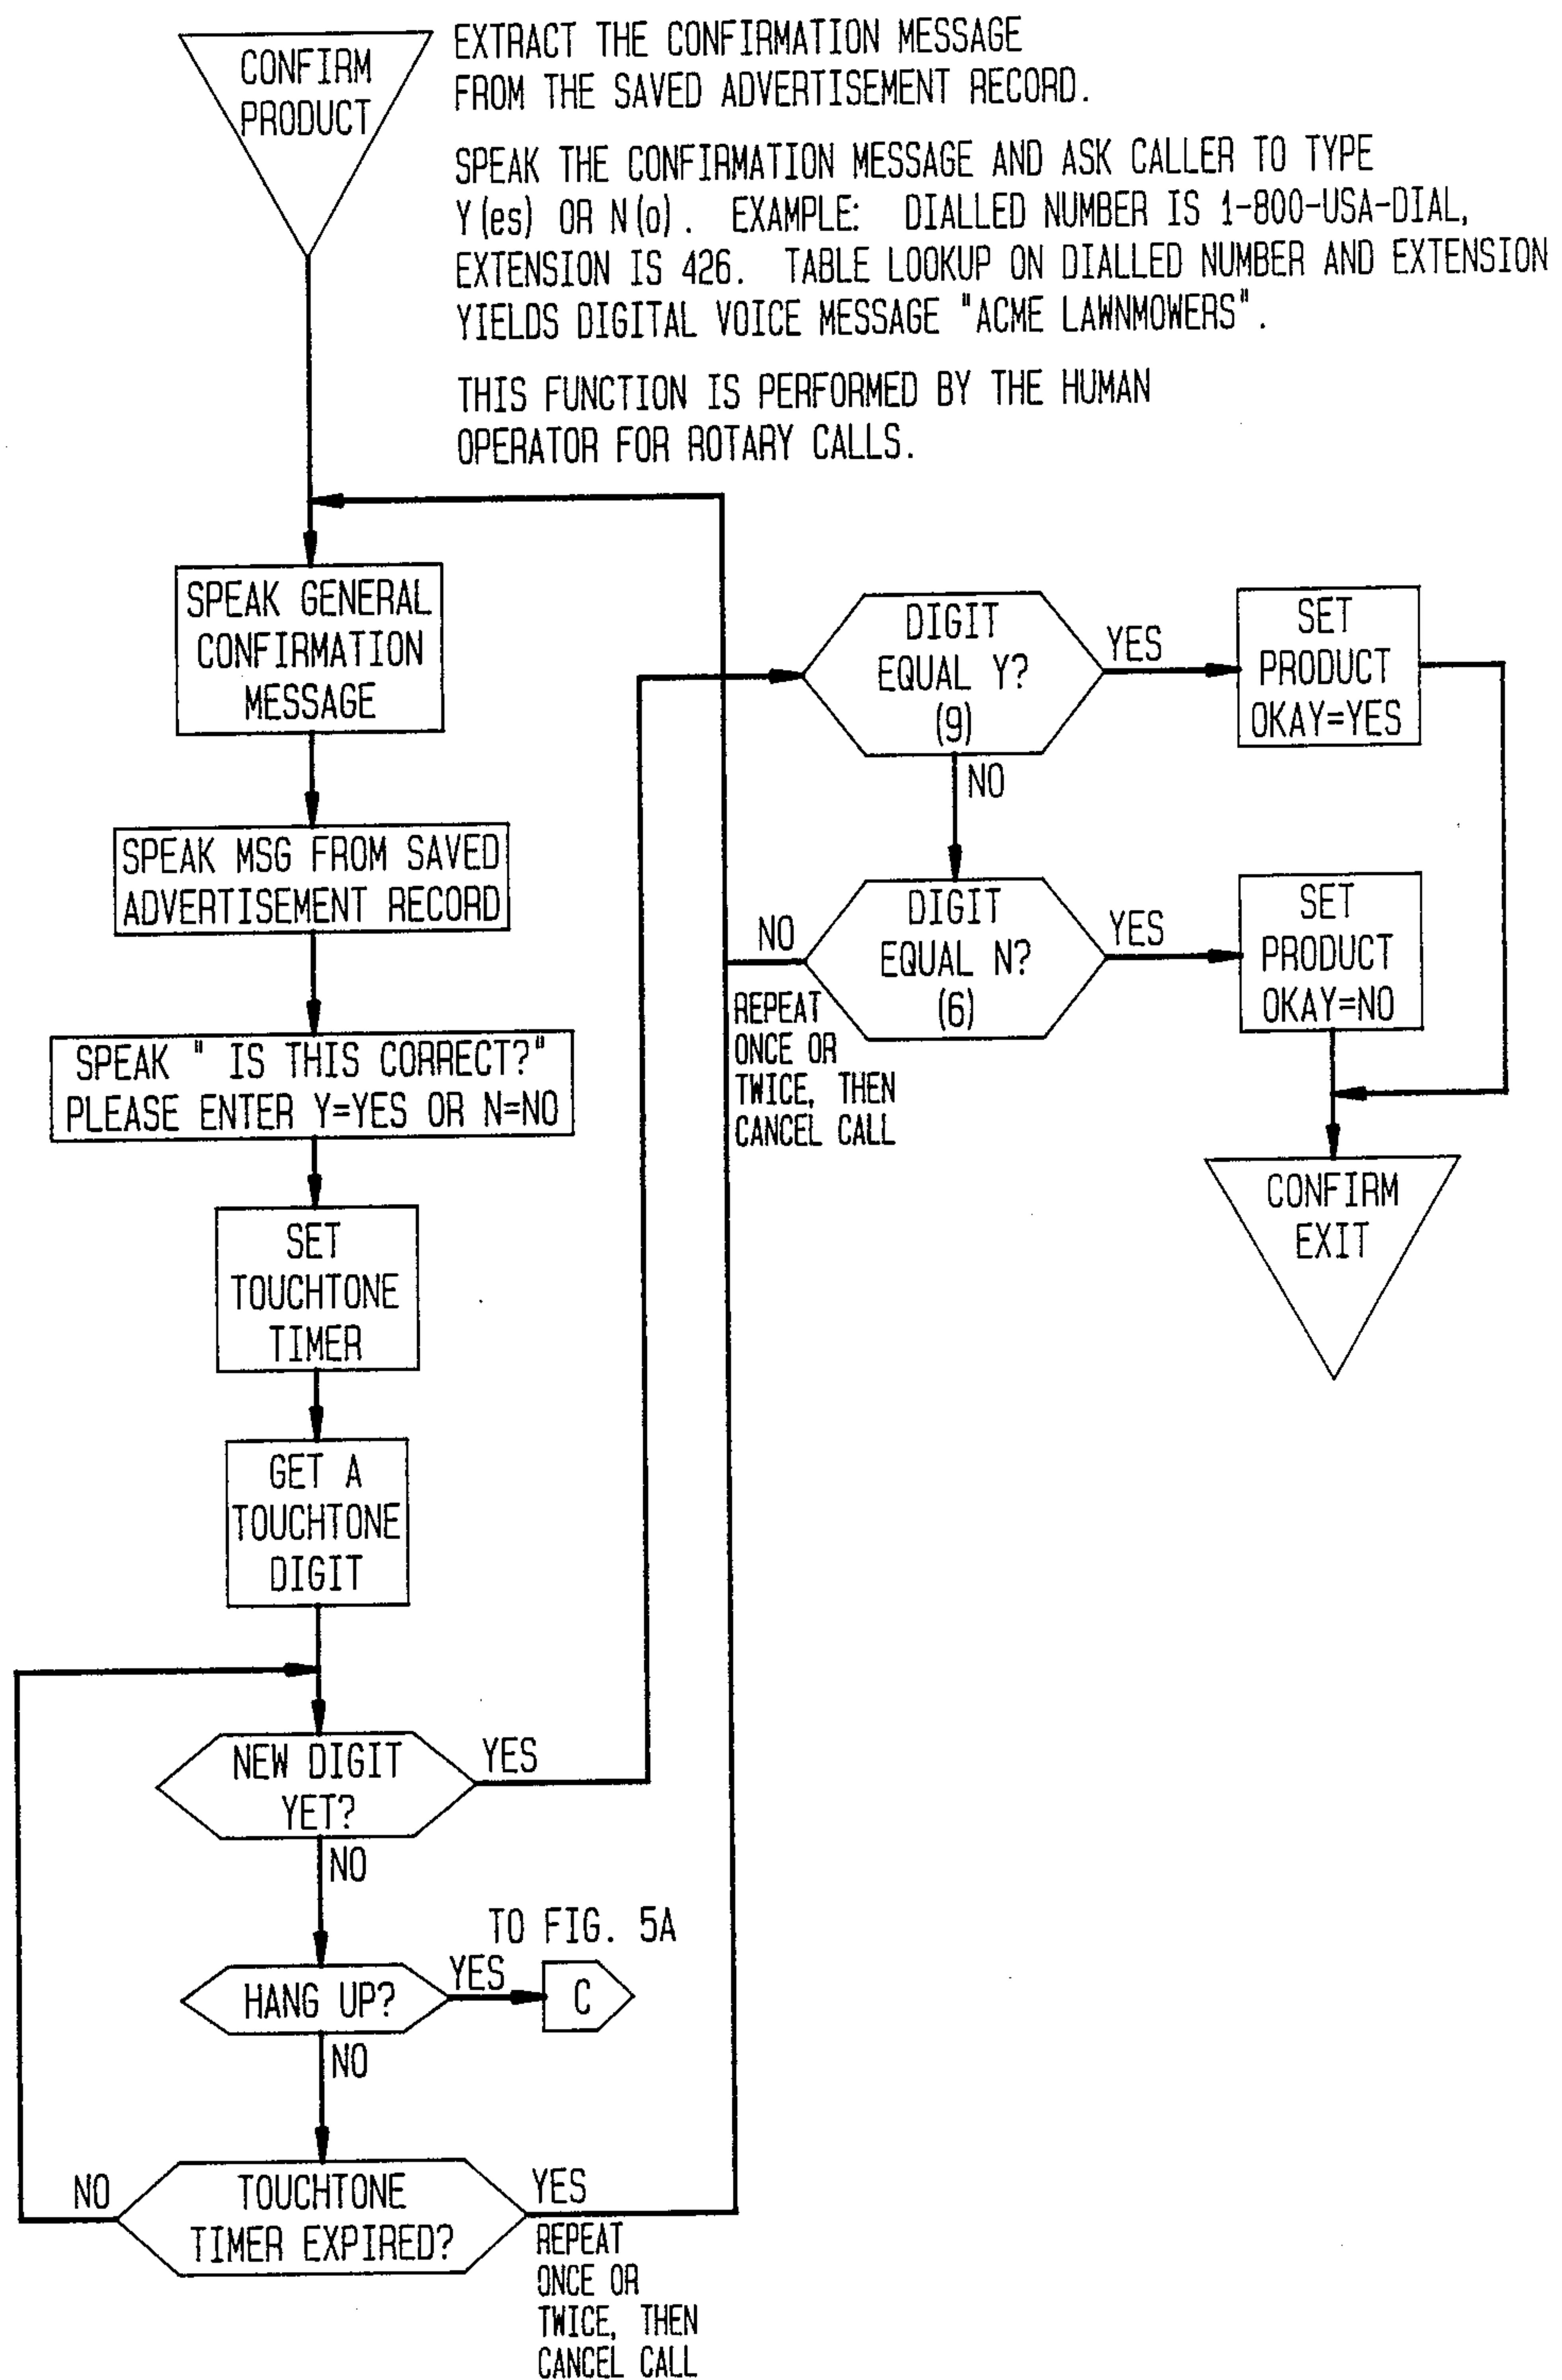 CONFIRM
PRODUCT
EXTRACT THE CONFIRMATION MESSAGE
FROM THE SAVED ADVERTISEMENT RECORD.
SPEAK THE CONFIRMATION MESSAGE AND ASK CALLER TO TYPE
Y(es) OR N(o). EXAMPLE: DIALLED NUMBER IS 1-800-USA-DIAL,
EXTENSION IS 426. TABLE LOOKUP ON DIALLED NUMBER AND EXTENSION
YIELDS DIGITAL VOICE MESSAGE "ACME LAWNMOWERS".
THIS FUNCTION IS PERFORMED BY THE HUMAN
OPERATOR FOR ROTARY CALLS.
SPEAK GENERAL
CONFIRMATION
MESSAGE
SPEAK MSG FROM SAVED
ADVERTISEMENT RECORD
SPEAK " IS THIS CORRECT?"
PLEASE ENTER Y=YES OR N=NO
SET
TOUCHTONE
TIMER
GET A
TOUCHTONE
DIGIT
NEW DIGIT
YET?
YES
NO
HANG UP?
YES
TO FIG. 5A
C
NO
TOUCHTONE
TIMER EXPIRED?
NO
YES
REPEAT
ONCE OR
TWICE, THEN
CANCEL CALL
DIGIT
EQUAL Y?
(9)
YES
SET
PRODUCT
OKAY=YES
NO
DIGIT
EQUAL N?
(6)
NO
REPEAT
ONCE OR
TWICE, THEN
CANCEL CALL
YES
SET
PRODUCT
OKAY=NO
CONFIRM
EXIT